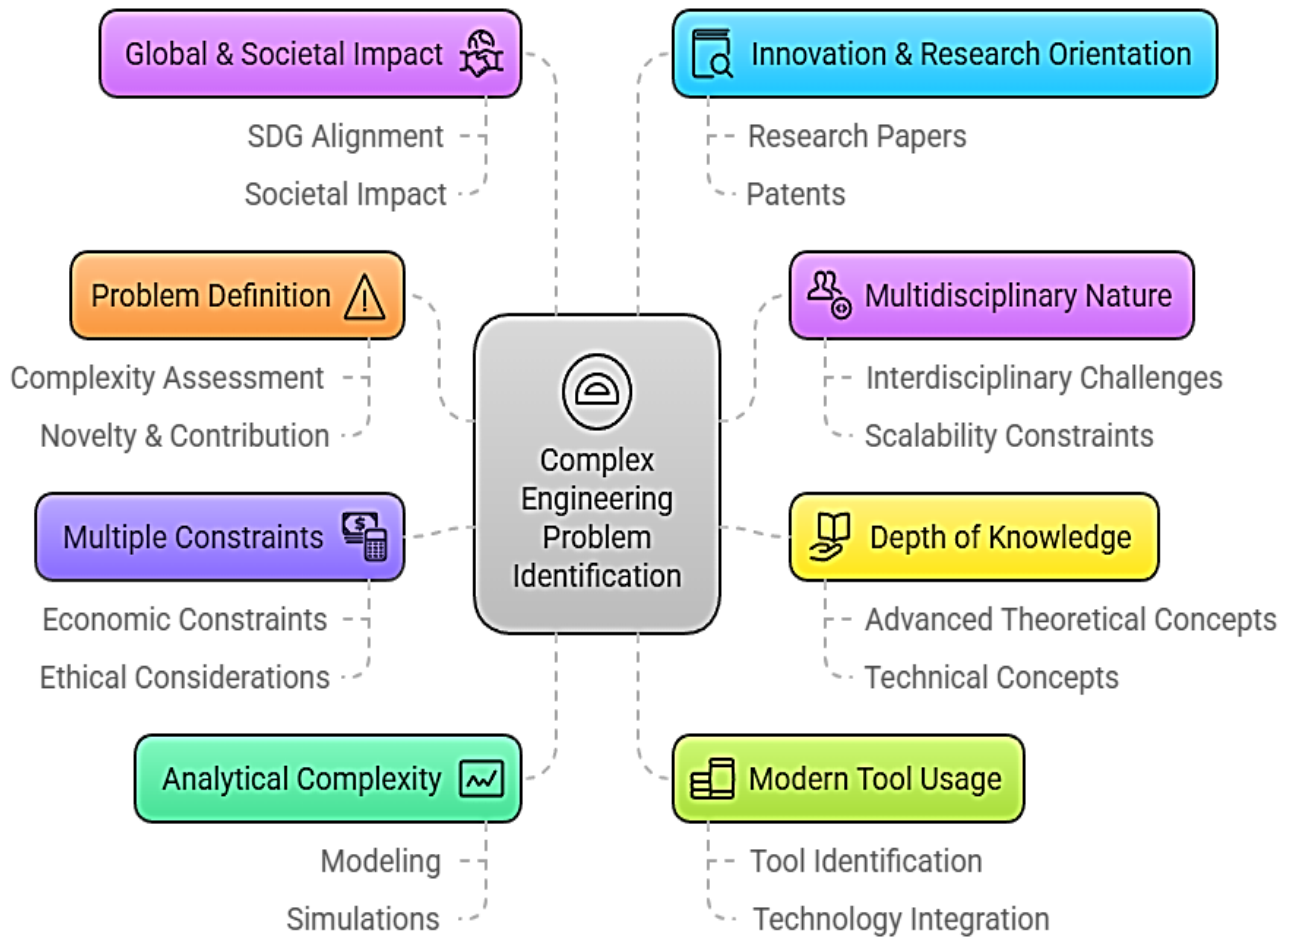 Global & Societal Impact
SDG Alignment
Societal Impact
Innovation & Research Orientation
Research Papers
Patents
Problem Definition
Complexity Assessment
Novelty & Contribution
Multidisciplinary Nature
Interdisciplinary Challenges
Scalability Constraints
Complex
Engineering
Problem
Identification
Multiple Constraints
Economic Constraints
Ethical Considerations
Depth of Knowledge
Advanced Theoretical Concepts
Technical Concepts
Analytical Complexity
Modeling
Simulations
Modern Tool Usage
Tool Identification
Technology Integration